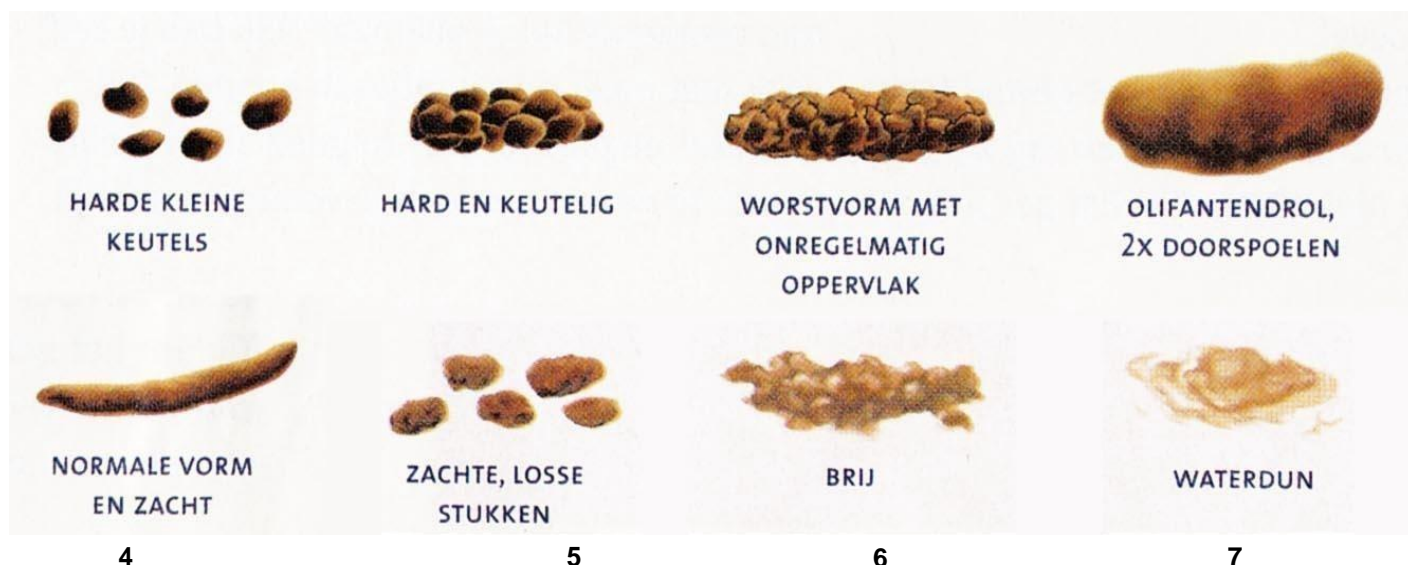 HARDE KLEINE
KEUTELS
HARD EN KEUTELIG
WORSTVORM MET
ONREGELMATIG
OPPERVLAK
OLIFANTENDROL,
2X DOORSPOELEN
NORMALE VORM
EN ZACHT
ZACHTE, LOSSE
STUKKEN
BRIJ
WATERDUN
4 5 6 7